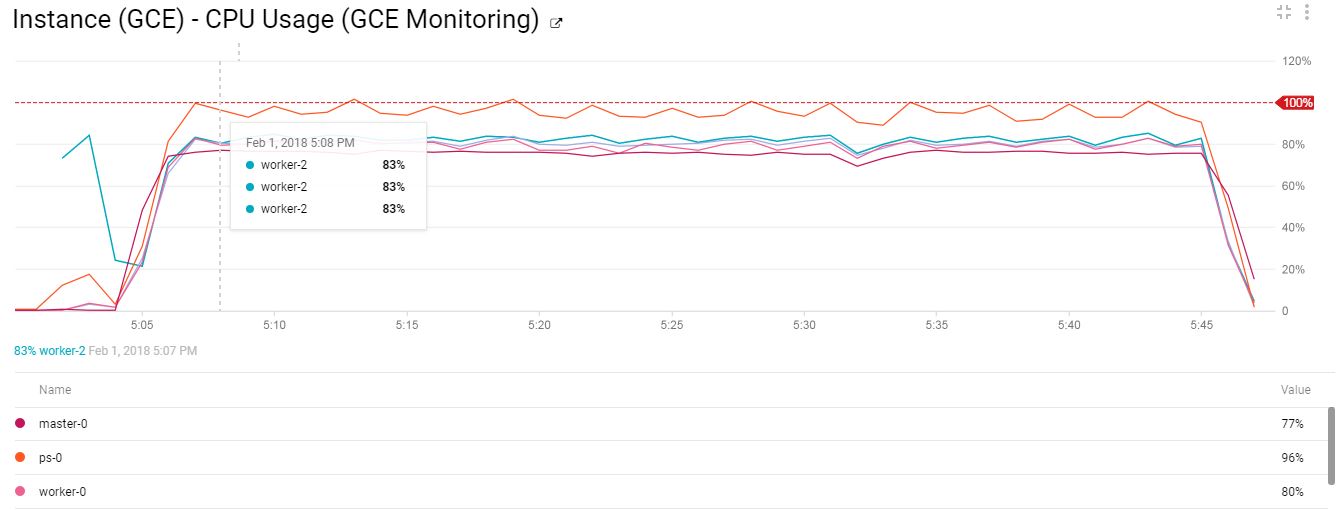 Instance (GCE) - CPU Usage (GCE Monitoring)
120%
100%
80%
60%
40%
20%
0
Feb 1, 2018 5:08 PM
worker-2 83%
worker-2 83%
worker-2 83%
5:05 5:10 5:15 5:20 5:25 5:30 5:35 5:40 5:45
83% worker-2 Feb 1, 2018 5:07 PM
Name Value
master-0 77%
ps-0 96%
worker-0 80%